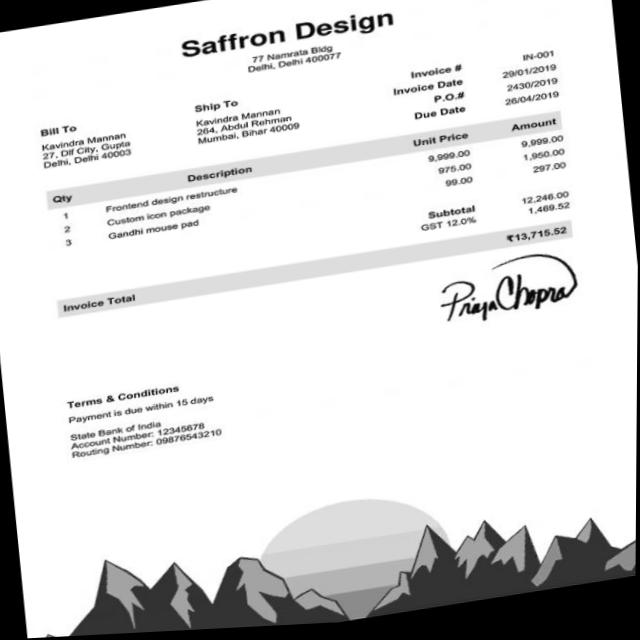 Saffron Design
77 Namrata Bldg
Delhi, Delhi 400077
Bill To
Kavindra Mannan
27, Dlf City, Gupta
Delhi, Delhi 40003
Ship To
Kavindra Mannan
264, Abdul Rehman
Mumbai, Bihar 40009
Invoice # IN-001
Invoice Date 29/01/2019
P.O.# 2430/2019
Due Date 26/04/2019
Qty Description Unit Price Amount
1 Frontend design restructure 9,999.00 9,999.00
2 Custom icon package 975.00 1,950.00
3 Gandhi mouse pad 99.00 297.00
Subtotal 12,246.00
GST 12.0% 1,469.52
Invoice Total ₹13,715.52
Priya Chopra
Terms & Conditions
Payment is due within 15 days
State Bank of India
Account Number: 12345678
Routing Number: 09876543210